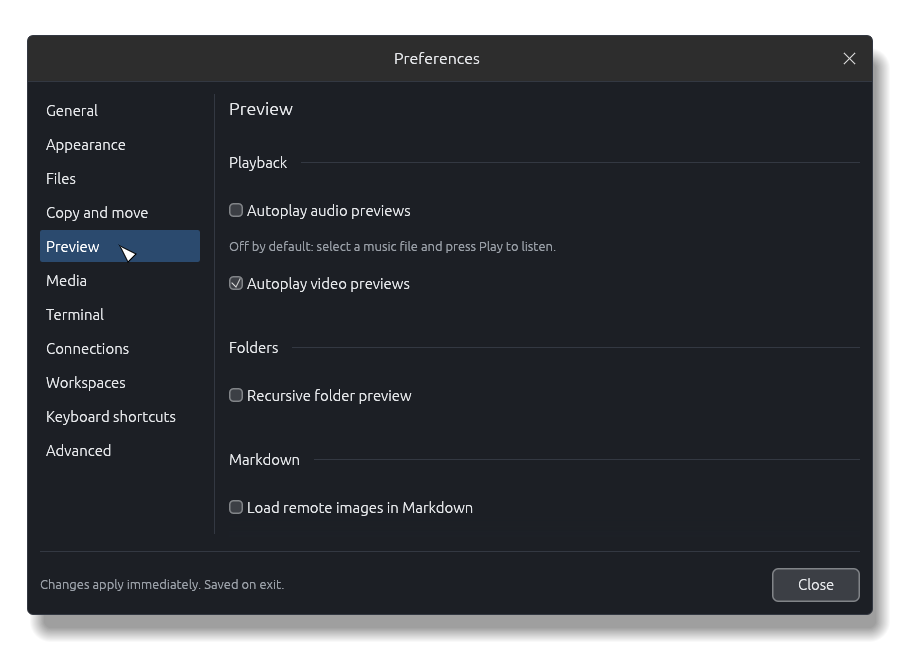 Preferences
General
Appearance
Files
Copy and move
Preview
Media
Terminal
Connections
Workspaces
Keyboard shortcuts
Advanced
Preview
Playback
Autoplay audio previews
Off by default: select a music file and press Play to listen.
Autoplay video previews
Folders
Recursive folder preview
Markdown
Load remote images in Markdown
Changes apply immediately. Saved on exit.
Close